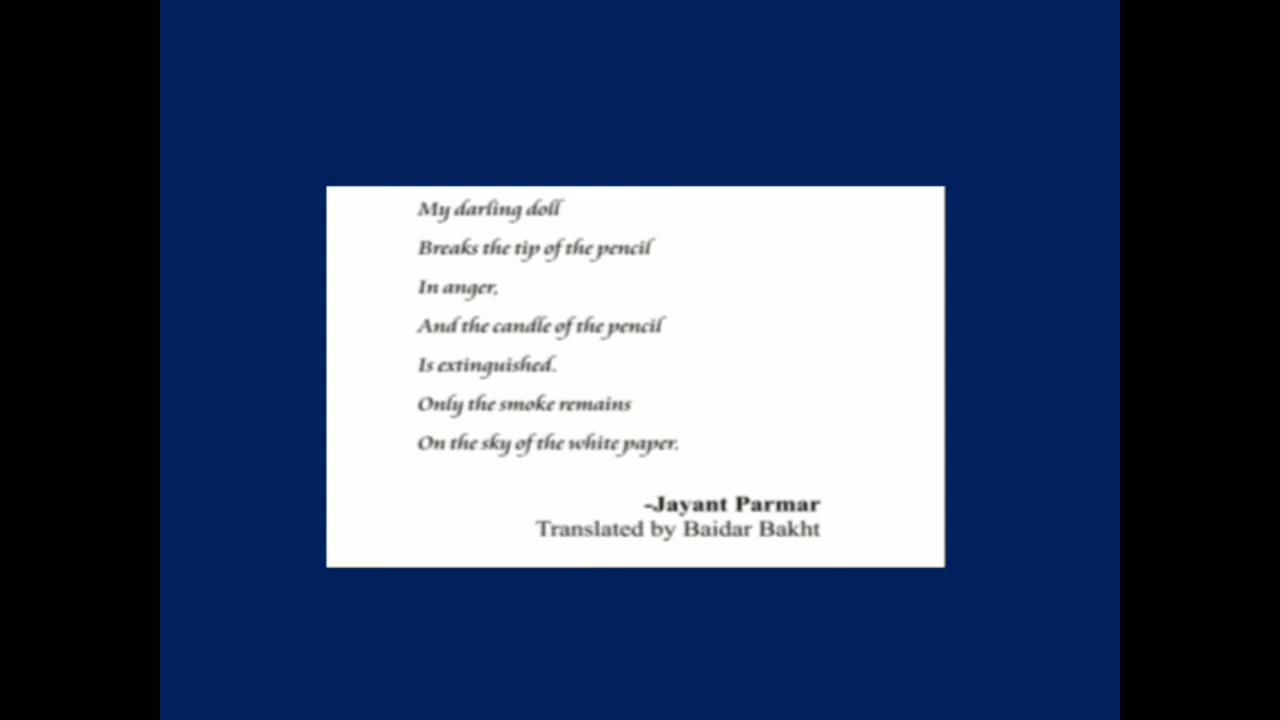 My darling doll
Breaks the tip of the pencil
In anger,
And the candle of the pencil
Is extinguished.
Only the smoke remains
On the sky of the white paper.
-Jayant Parmar
Translated by Baidar Bakht